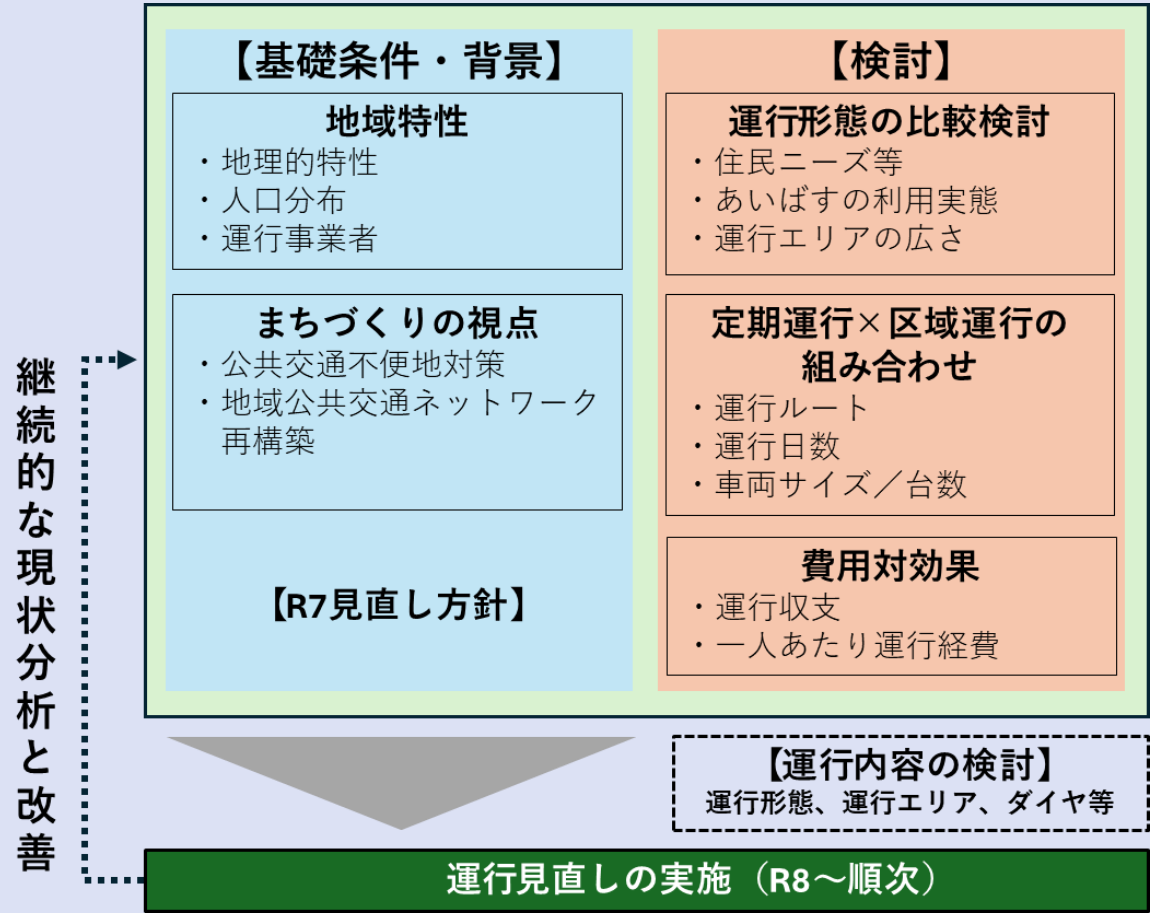 【基礎条件・背景】
地域特性
・地理的特性
・人口分布
・運行事業者
まちづくりの視点
・公共交通不便地対策
・地域公共交通ネットワーク
再構築
【R7見直し方針】
【検討】
運行形態の比較検討
・住民ニーズ等
・あいばすの利用実態
・運行エリアの広さ
定期運行×区域運行の
組み合わせ
・運行ルート
・運行日数
・車両サイズ／台数
費用対効果
・運行収支
・一人あたり運行経費
【運行内容の検討】
運行形態、運行エリア、ダイヤ等
運行見直しの実施（R8～順次）
継続的な現状分析と改善